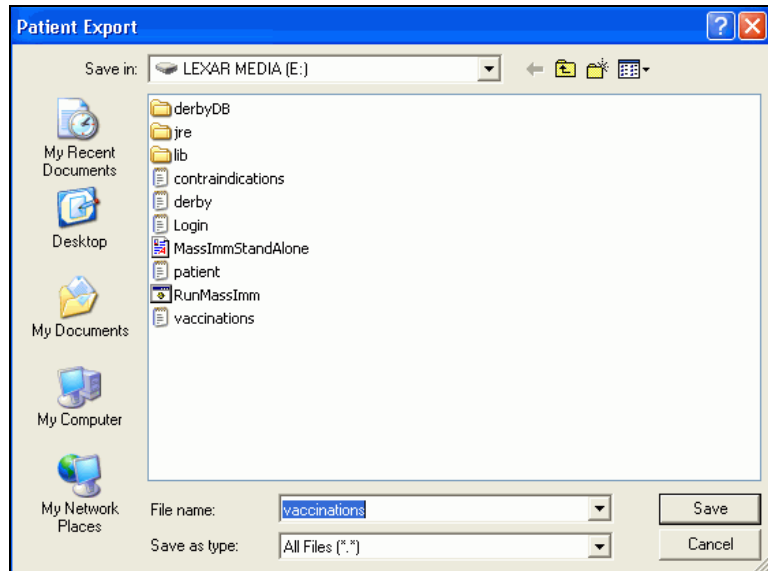 Patient Export
Save in:
LEXAR MEDIA (E:)
My Recent
Documents
Desktop
My Documents
My Computer
My Network
Places
derbyDB
jre
lib
contraindications
derby
Login
MassImmStandAlone
patient
RunMassImm
vaccinations
File name:
vaccinations
Save
Save as type:
All Files (*.*)
Cancel